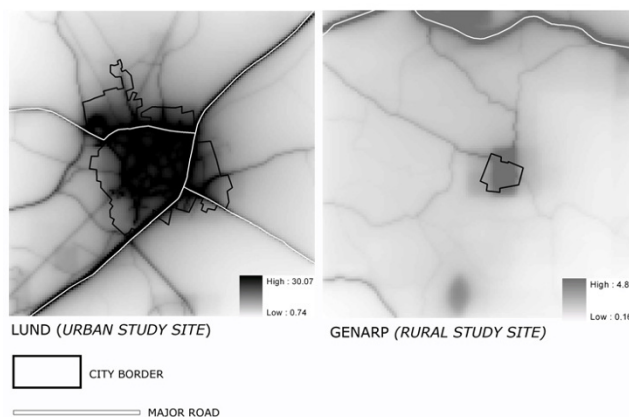 High : 30.07
Low : 0.74
High : 4.8
Low : 0.16
LUND (URBAN STUDY SITE)
GENARP (RURAL STUDY SITE)
CITY BORDER
MAJOR ROAD